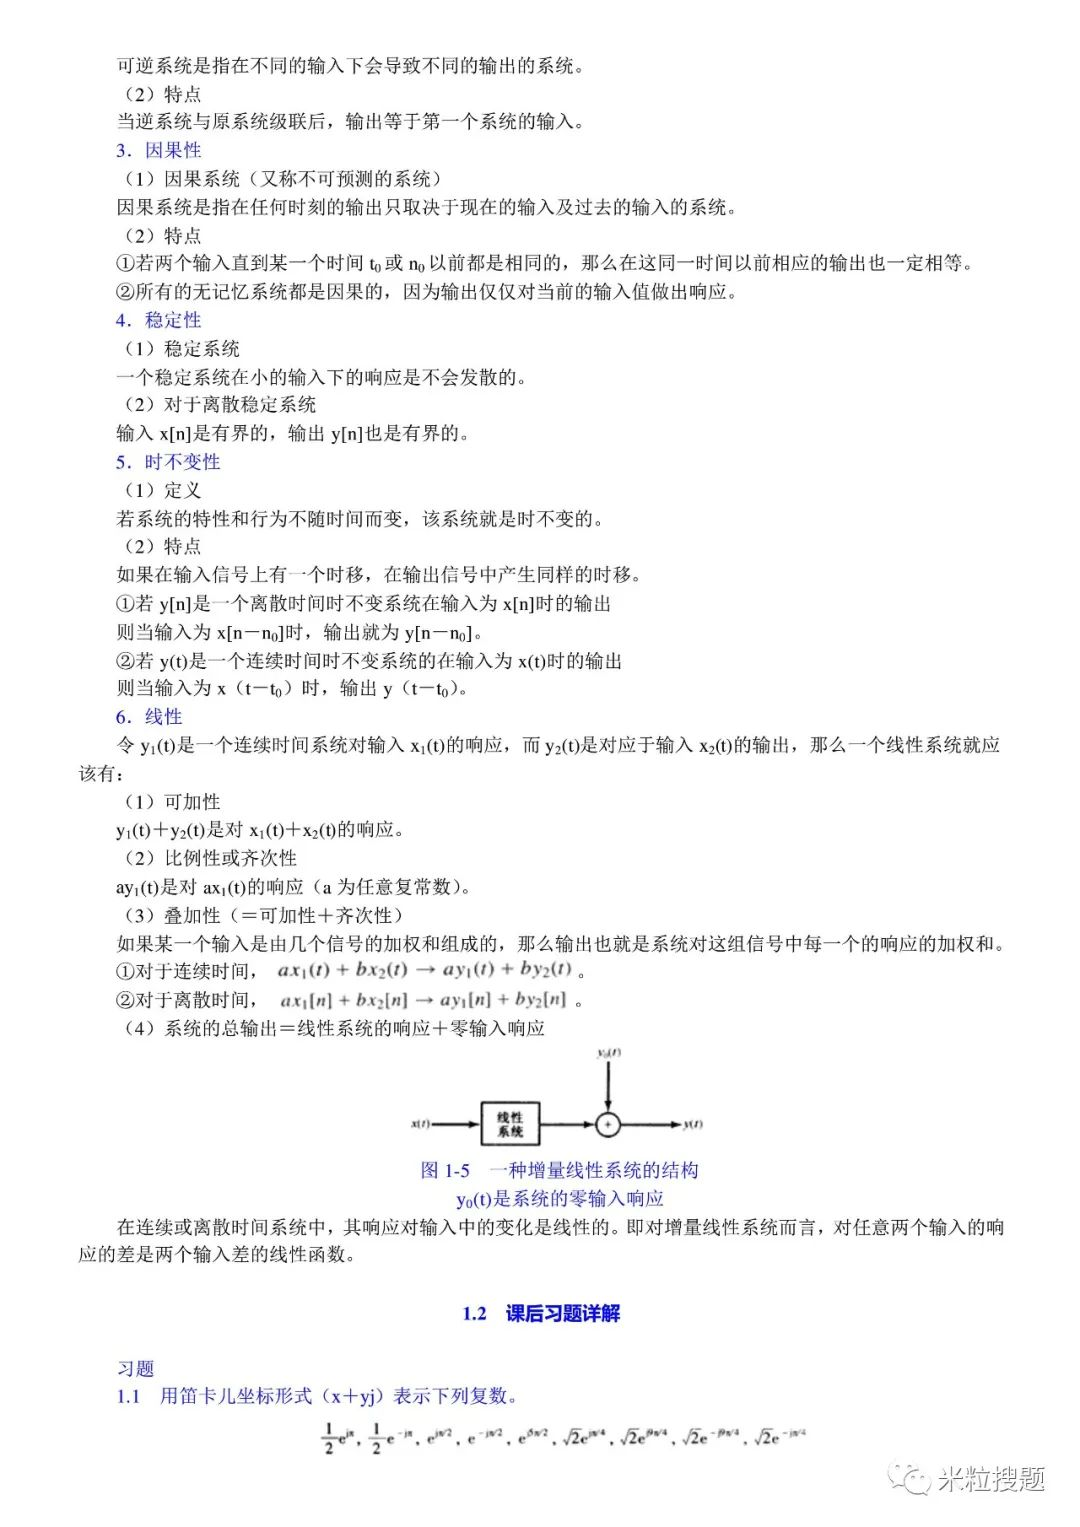 可逆系统是指在不同的输入下会导致不同的输出的系统。
（2）特点
当逆系统与原系统级联后，输出等于第一个系统的输入。
3．因果性
（1）因果系统（又称不可预测的系统）
因果系统是指在任何时刻的输出只取决于现在的输入及过去的输入的系统。
（2）特点
①若两个输入直到某一个时间 t₀ 或 n₀ 以前都是相同的，那么在这同一时间以前相应的输出也一定相等。
②所有的无记忆系统都是因果的，因为输出仅仅对当前的输入值做出响应。
4．稳定性
（1）稳定系统
一个稳定系统在小的输入下的响应是不会发散的。
（2）对于离散稳定系统
输入 x[n]是有界的，输出 y[n]也是有界的。
5．时不变性
（1）定义
若系统的特性和行为不随时间而变，该系统就是时不变的。
（2）特点
如果在输入信号上有一个时移，在输出信号中产生同样的时移。
①若 y[n]是一个离散时间时不变系统在输入为 x[n]时的输出
则当输入为 x[n－n₀]时，输出就为 y[n－n₀]。
②若 y(t)是一个连续时间时不变系统的在输入为 x(t)时的输出
则当输入为 x（t－t₀）时，输出 y（t－t₀）。
6．线性
令 y₁(t)是一个连续时间系统对输入 x₁(t)的响应，而 y₂(t)是对应于输入 x₂(t)的输出，那么一个线性系统就应
该有：
（1）可加性
y₁(t)＋y₂(t)是对 x₁(t)＋x₂(t)的响应。
（2）比例性或齐次性
ay₁(t)是对 ax₁(t)的响应（a 为任意复常数）。
（3）叠加性（＝可加性＋齐次性）
如果某一个输入是由几个信号的加权和组成的，那么输出也就是系统对这组信号中每一个的响应的加权和。
①对于连续时间， ax₁(t) + bx₂(t) → ay₁(t) + by₂(t) 。
②对于离散时间， ax₁[n] + bx₂[n] → ay₁[n] + by₂[n] 。
（4）系统的总输出＝线性系统的响应＋零输入响应
y₀(t)
x(t) 线性 + y(t)
系统
图 1-5 一种增量线性系统的结构
y₀(t)是系统的零输入响应
在连续或离散时间系统中，其响应对输入中的变化是线性的。即对增量线性系统而言，对任意两个输入的响
应的差是两个输入差的线性函数。
1.2 课后习题详解
习题
1.1 用笛卡儿坐标形式（x＋yj）表示下列复数。
½e^{jπ}, ½e^{-jπ}, e^{jπ/2}, e^{-jπ/2}, e^{j5π/2}, √2e^{jπ/4}, √2e^{j9π/4}, √2e^{-j9π/4}, √2e^{-jπ/4}
米粒搜题